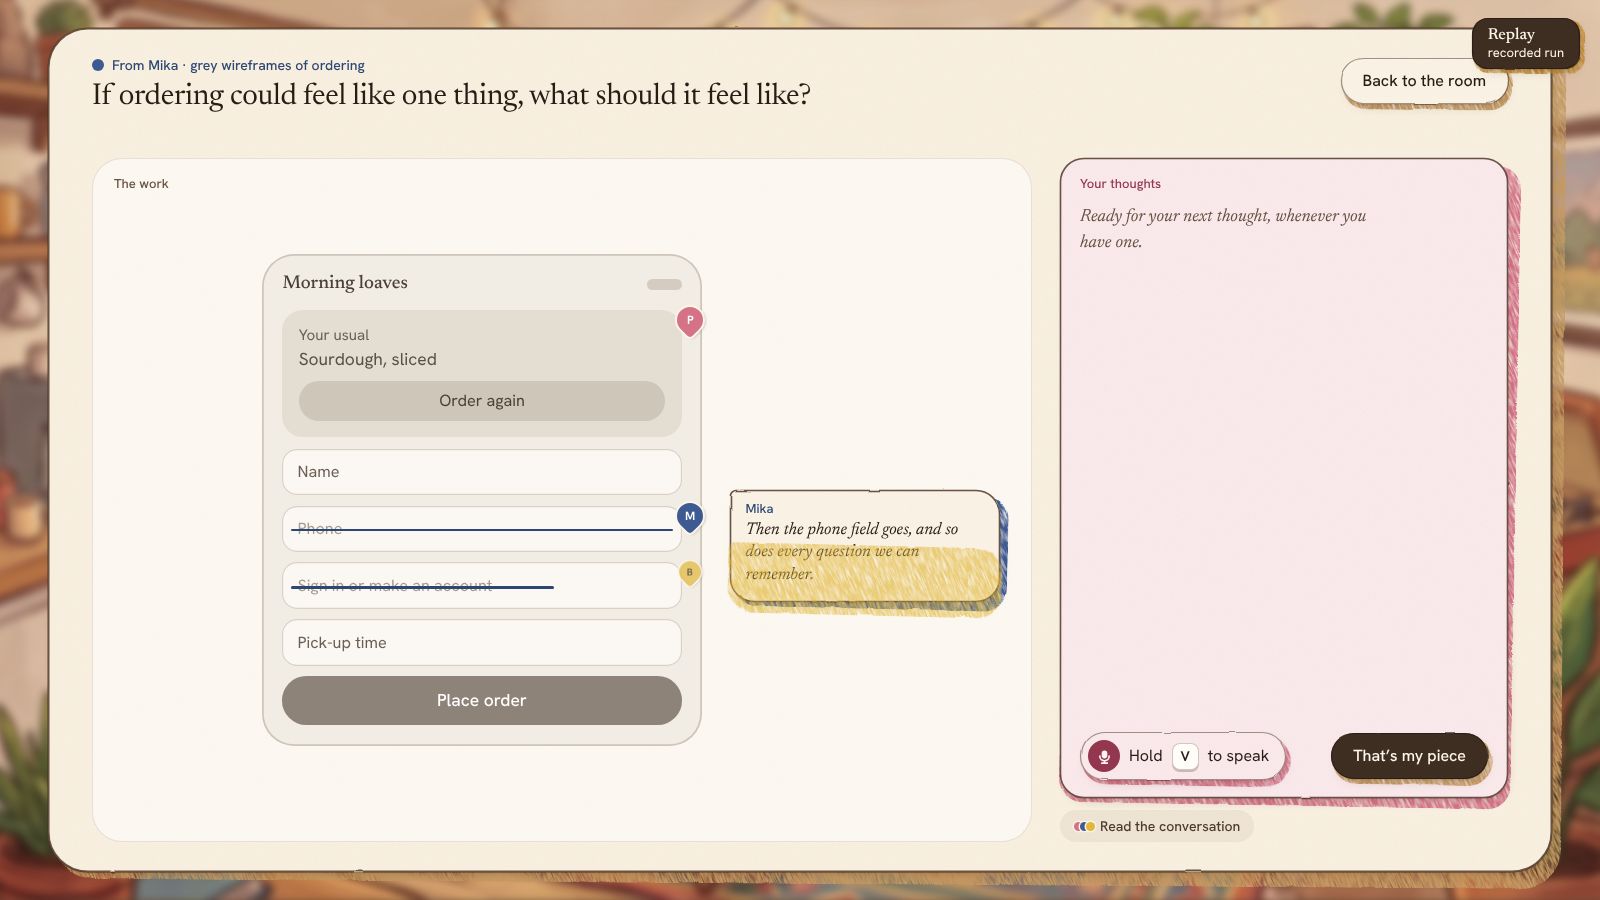 Replay
recorded run
From Mika · grey wireframes of ordering
If ordering could feel like one thing, what should it feel like?
Back to the room
The work
Morning loaves
P
Your usual
Sourdough, sliced
Order again
Name
Phone
M
Sign in or make an account
B
Pick-up time
Place order
Mika
Then the phone field goes, and so
does every question we can
remember.
Your thoughts
Ready for your next thought, whenever you
have one.
Hold V to speak
That’s my piece
Read the conversation